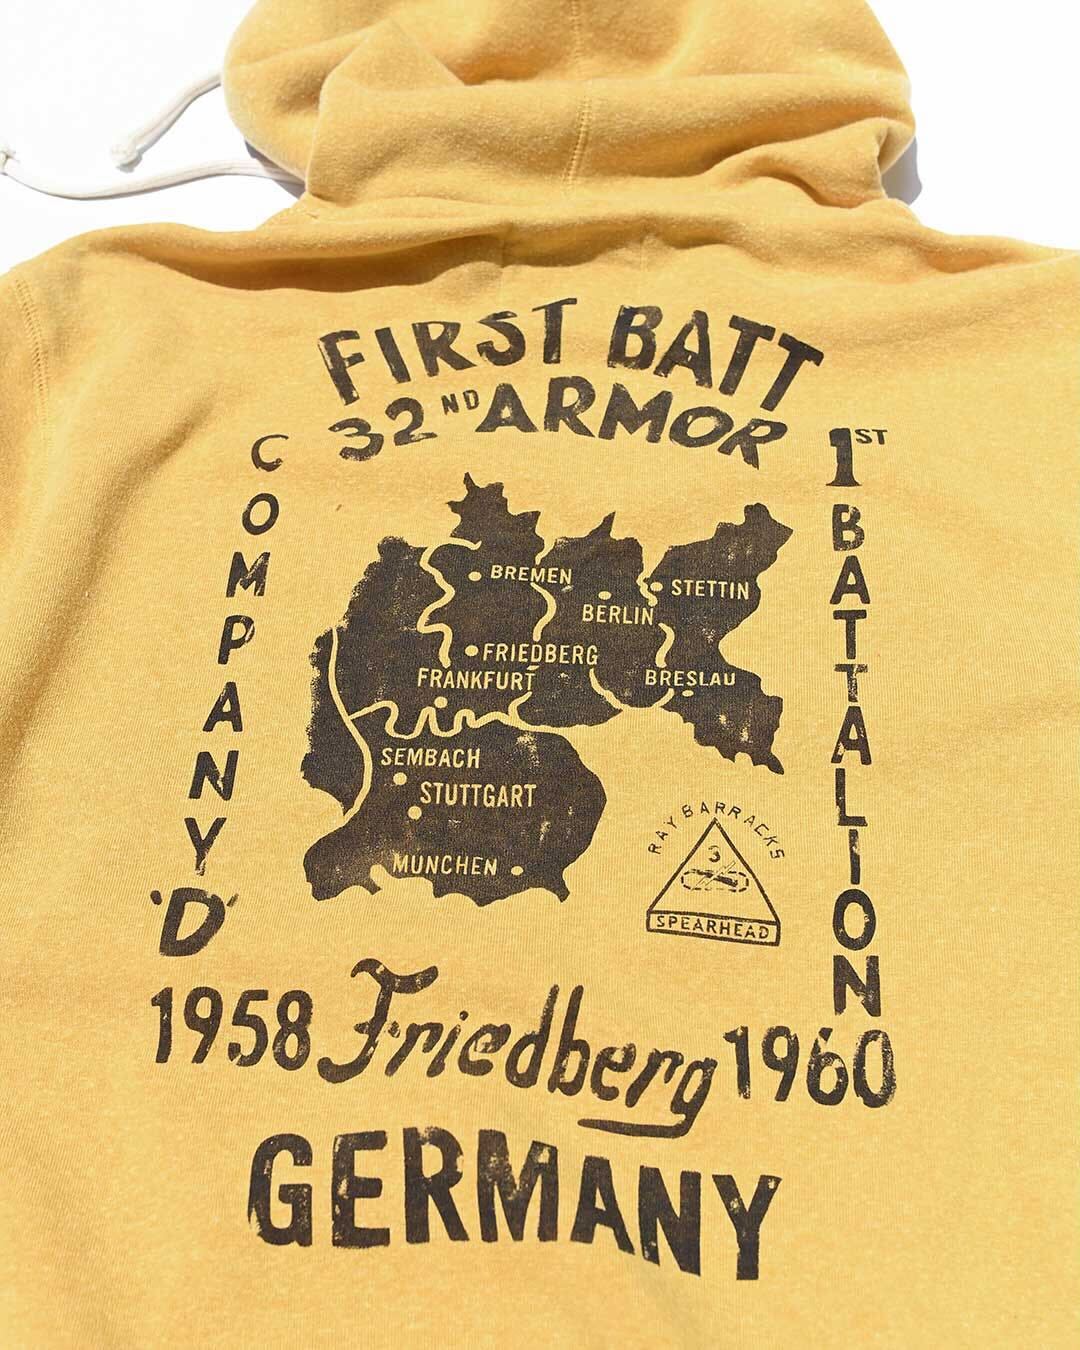 FIRST BATT
32ND ARMOR
COMPANY 'D'
1ST BATTALION
BREMEN
STETTIN
BERLIN
FRIEDBERG
FRANKFURT
BRESLAU
SEMBACH
STUTTGART
MUNCHEN
RAY BARRACKS
3
SPEARHEAD
1958 Friedberg 1960
GERMANY